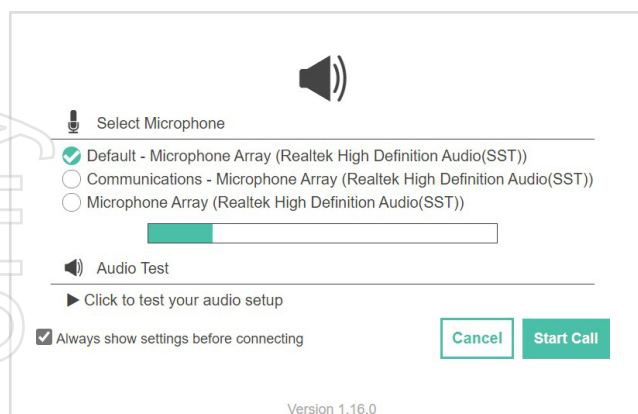 Select Microphone
Default - Microphone Array (Realtek High Definition Audio(SST))
Communications - Microphone Array (Realtek High Definition Audio(SST))
Microphone Array (Realtek High Definition Audio(SST))
Audio Test
Click to test your audio setup
Always show settings before connecting
Cancel
Start Call
Version 1.16.0